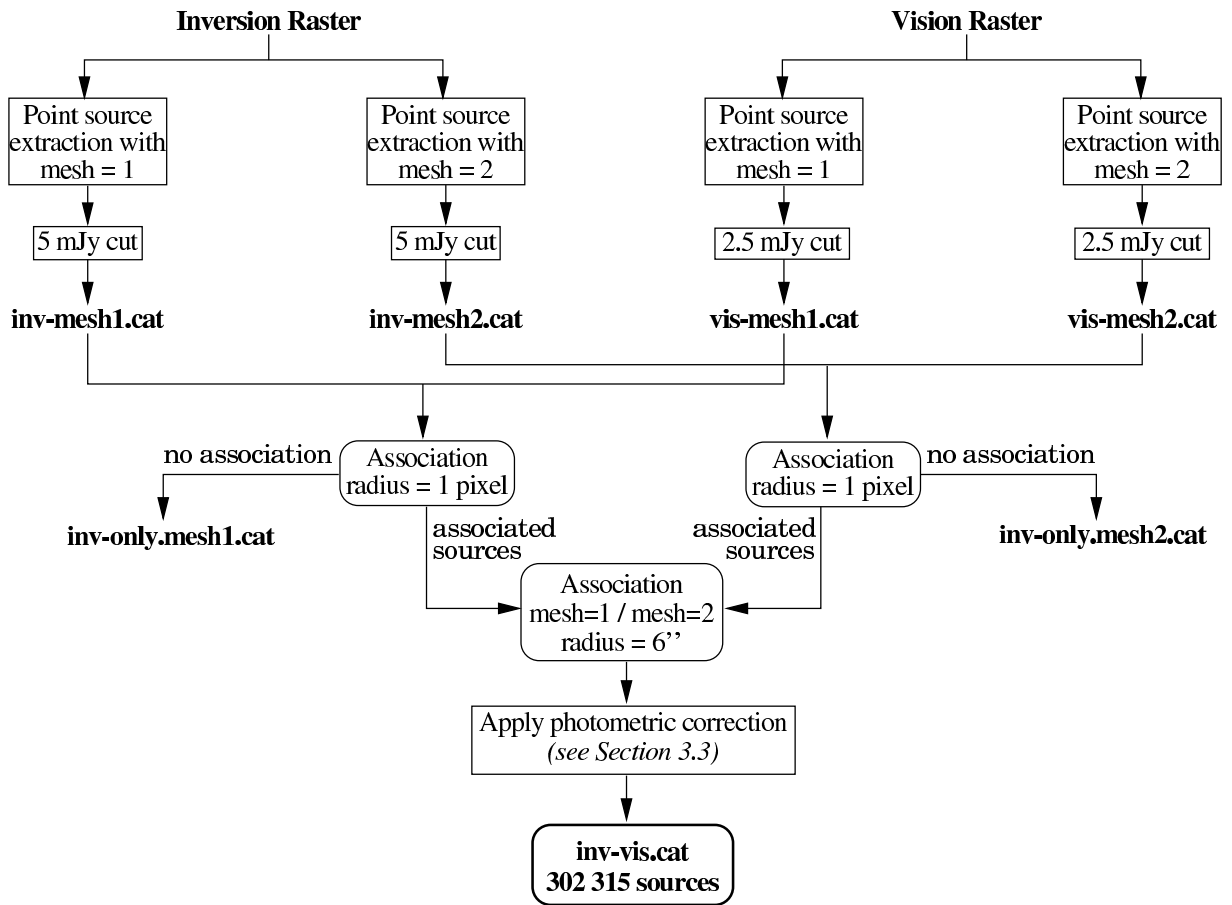 Inversion Raster
Vision Raster
Point source
extraction with
mesh = 1
Point source
extraction with
mesh = 2
Point source
extraction with
mesh = 1
Point source
extraction with
mesh = 2
5 mJy cut
5 mJy cut
2.5 mJy cut
2.5 mJy cut
inv-mesh1.cat
inv-mesh2.cat
vis-mesh1.cat
vis-mesh2.cat
no association
Association
radius = 1 pixel
Association
radius = 1 pixel
no association
inv-only.mesh1.cat
associated
sources
associated
sources
inv-only.mesh2.cat
Association
mesh=1 / mesh=2
radius = 6’’
Apply photometric correction
(see Section 3.3)
inv-vis.cat
302 315 sources